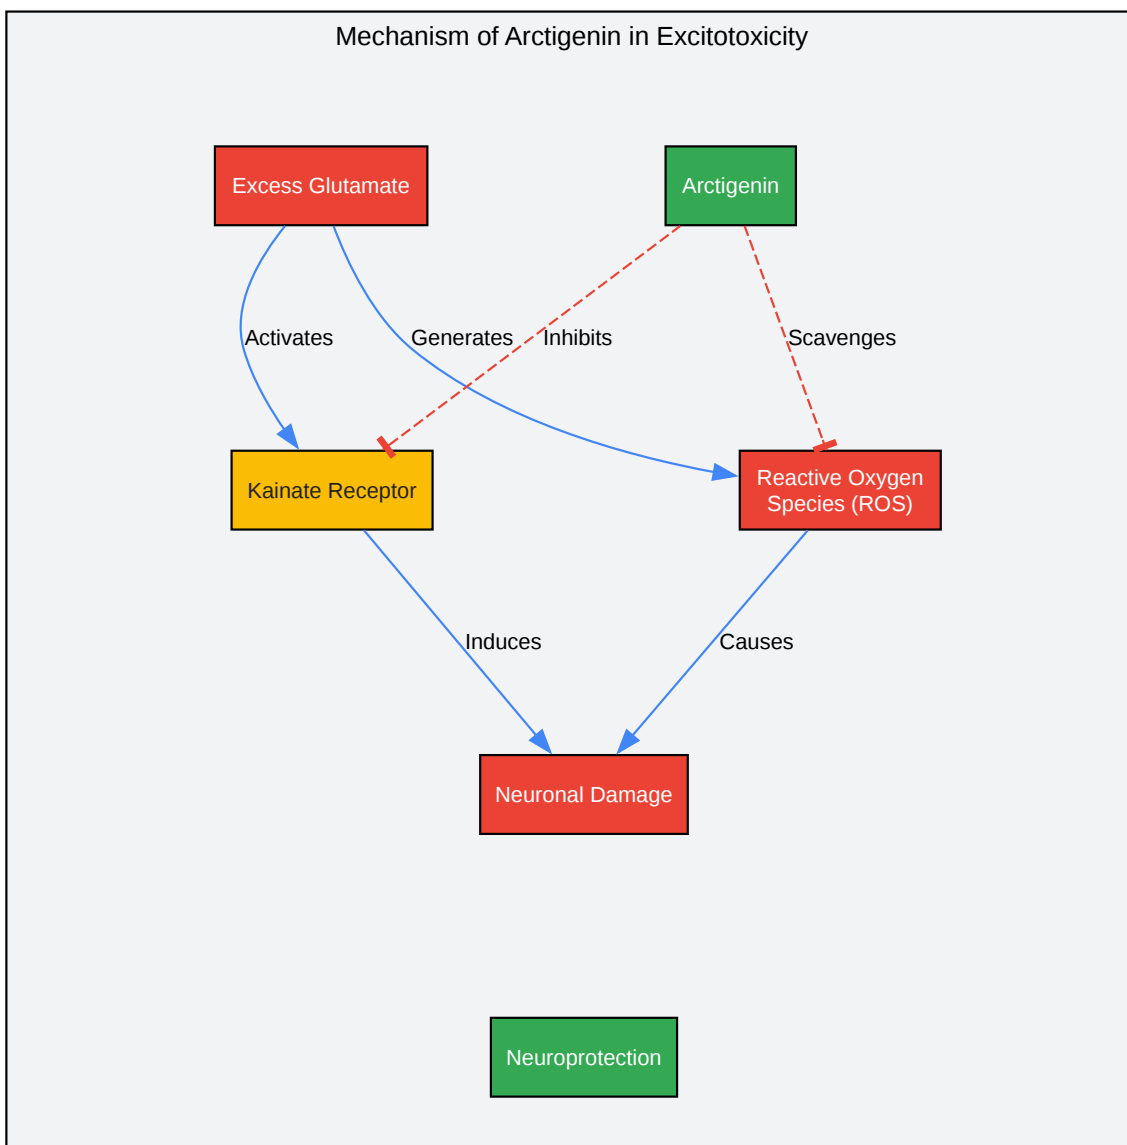 Mechanism of Arctigenin in Excitotoxicity
Excess Glutamate
Arctigenin
Activates
Generates
Inhibits
Scavenges
Kainate Receptor
Reactive Oxygen
Species (ROS)
Induces
Causes
Neuronal Damage
Neuroprotection